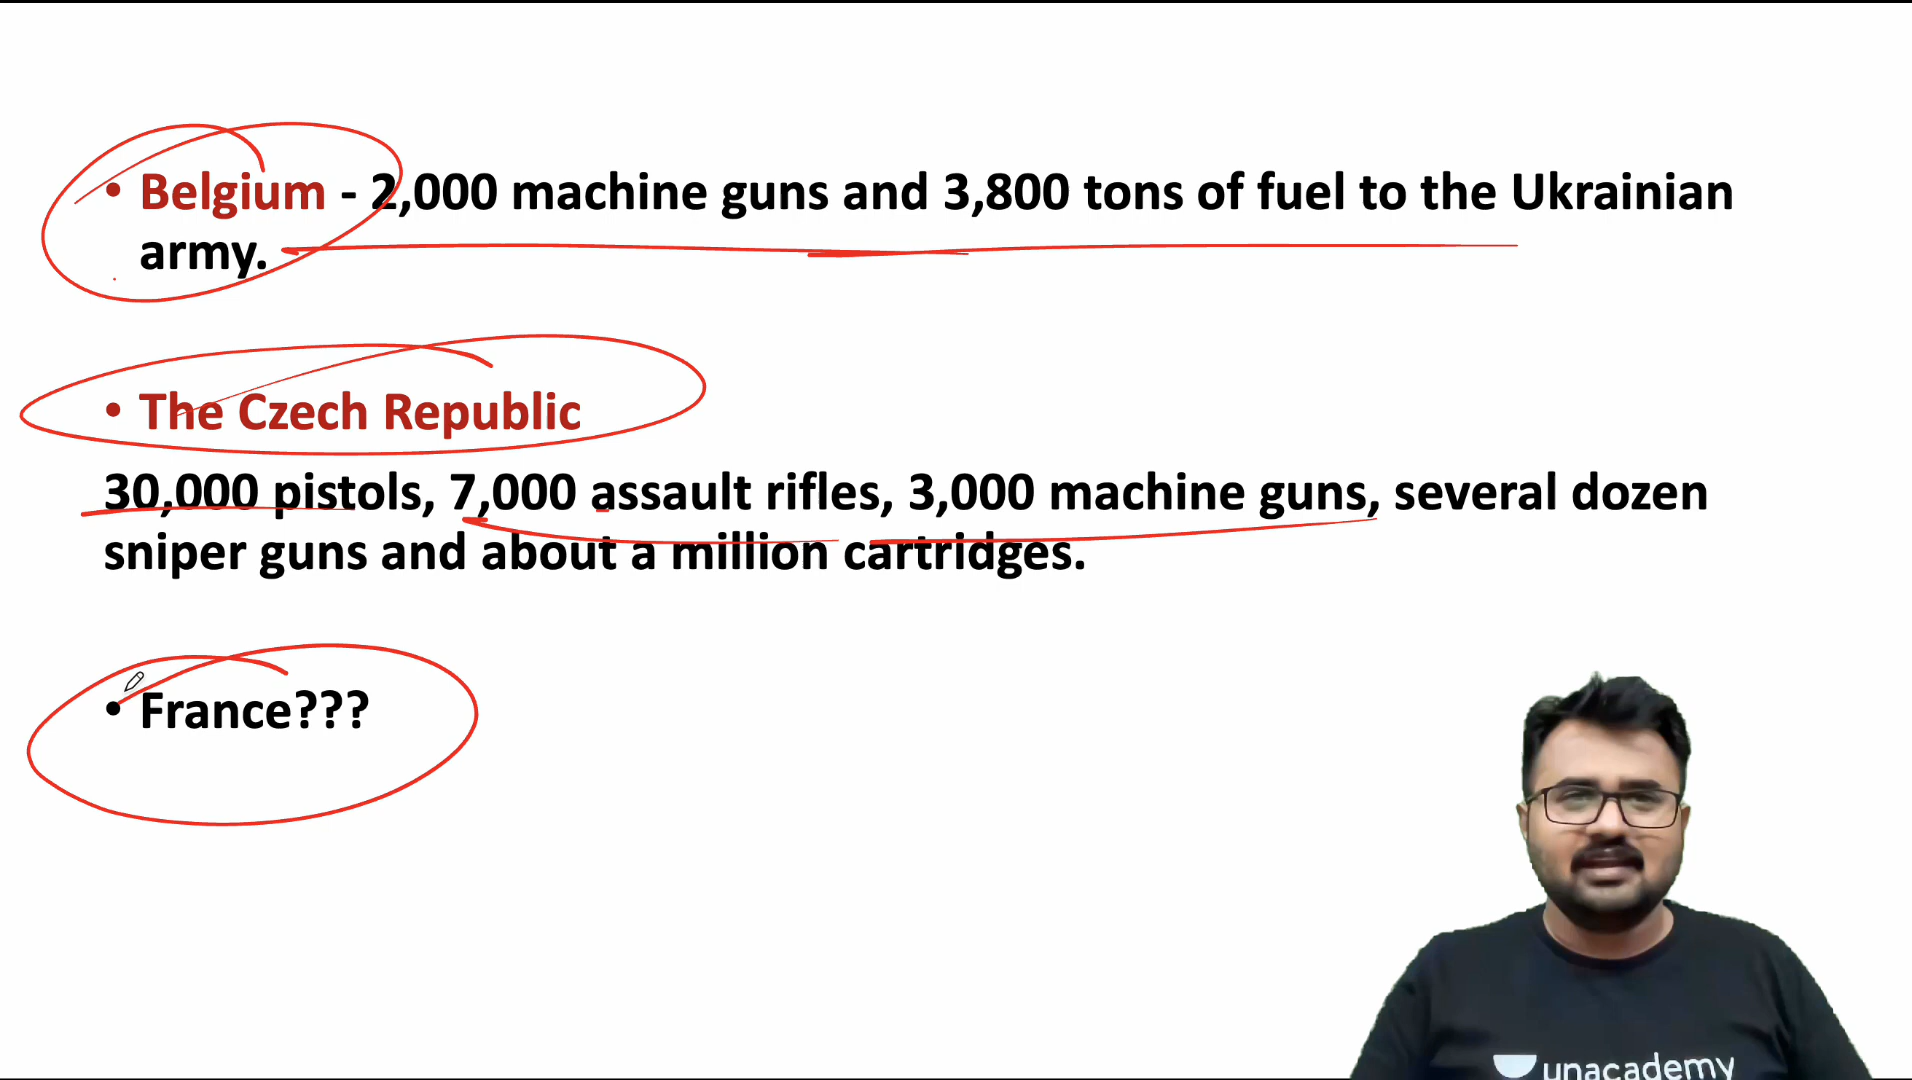 • Belgium - 2,000 machine guns and 3,800 tons of fuel to the Ukrainian
army.
• The Czech Republic
30,000 pistols, 7,000 assault rifles, 3,000 machine guns, several dozen
sniper guns and about a million cartridges.
• France???
unacademy